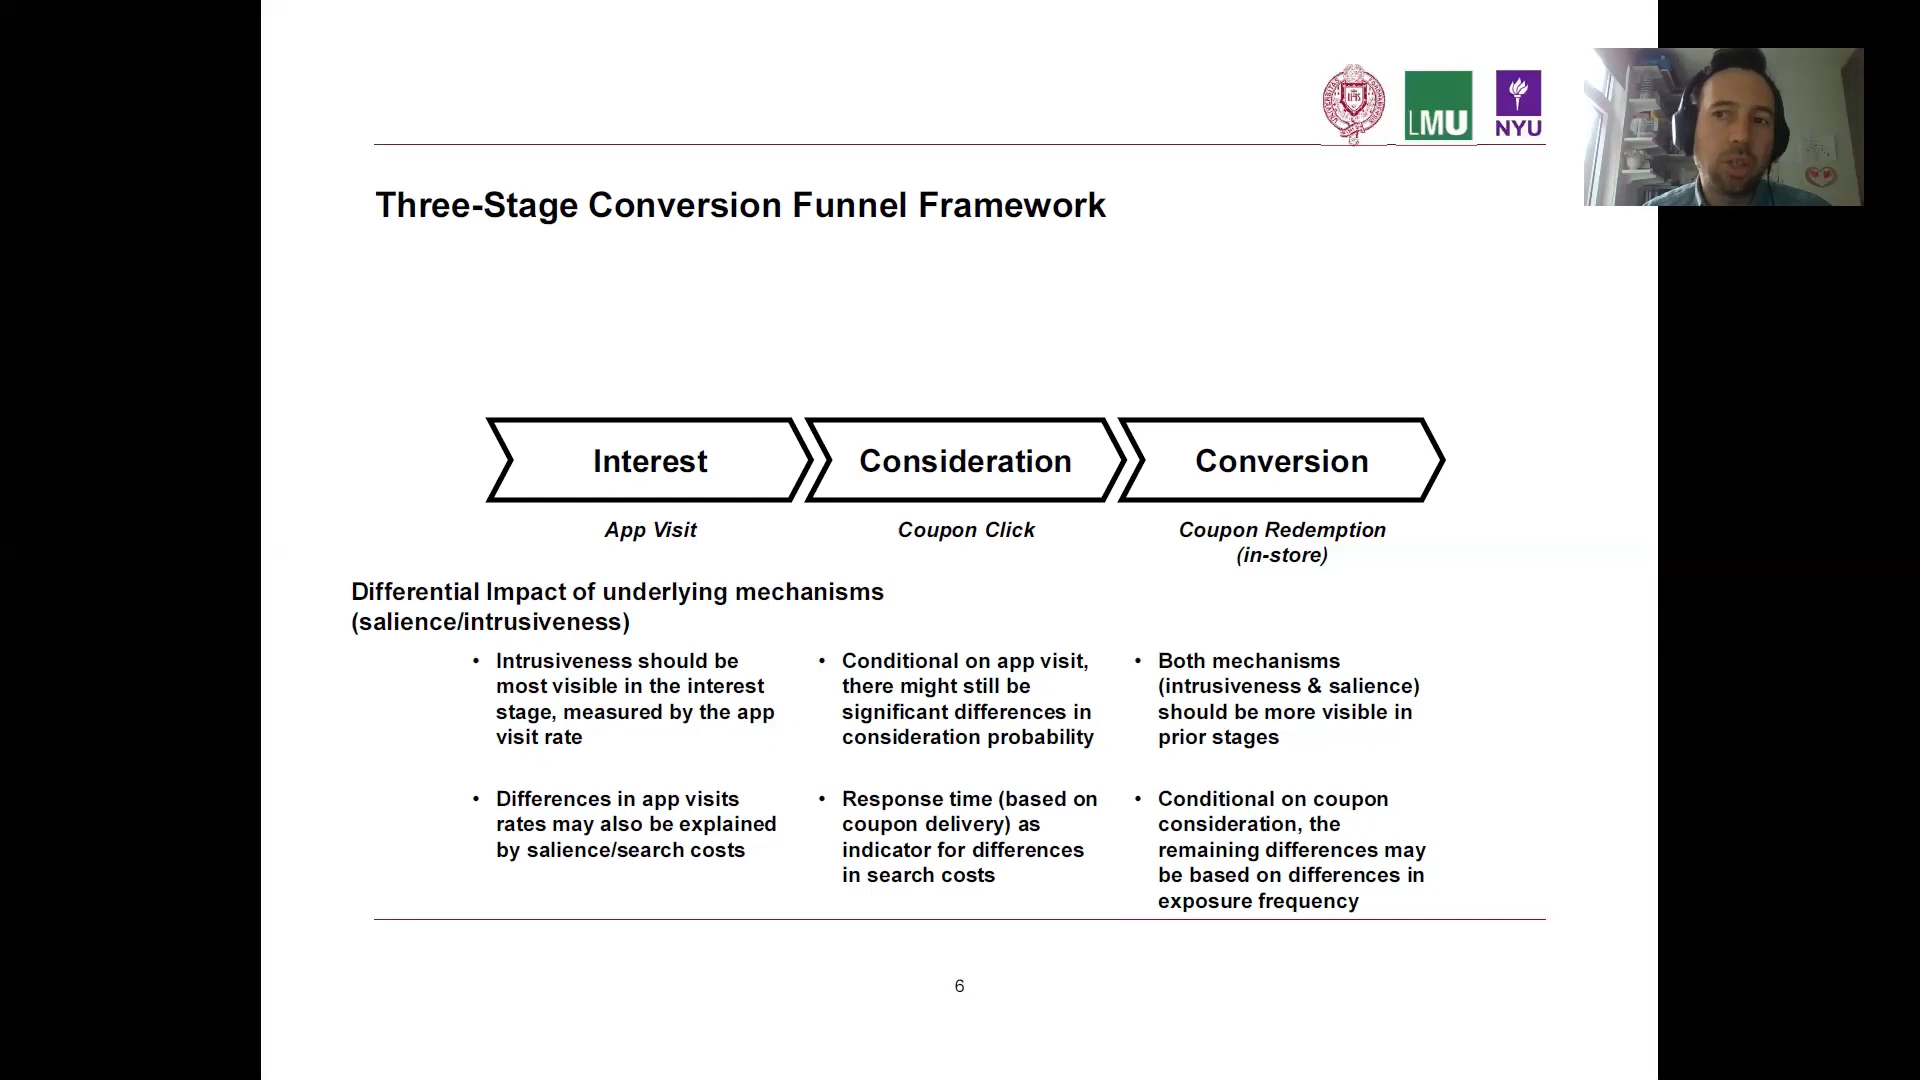 LMU
NYU
Three-Stage Conversion Funnel Framework
Interest
Consideration
Conversion
App Visit
Coupon Click
Coupon Redemption
(in-store)
Differential Impact of underlying mechanisms
(salience/intrusiveness)
• Intrusiveness should be
most visible in the interest
stage, measured by the app
visit rate
• Differences in app visits
rates may also be explained
by salience/search costs
• Conditional on app visit,
there might still be
significant differences in
consideration probability
• Response time (based on
coupon delivery) as
indicator for differences
in search costs
• Both mechanisms
(intrusiveness & salience)
should be more visible in
prior stages
• Conditional on coupon
consideration, the
remaining differences may
be based on differences in
exposure frequency
6